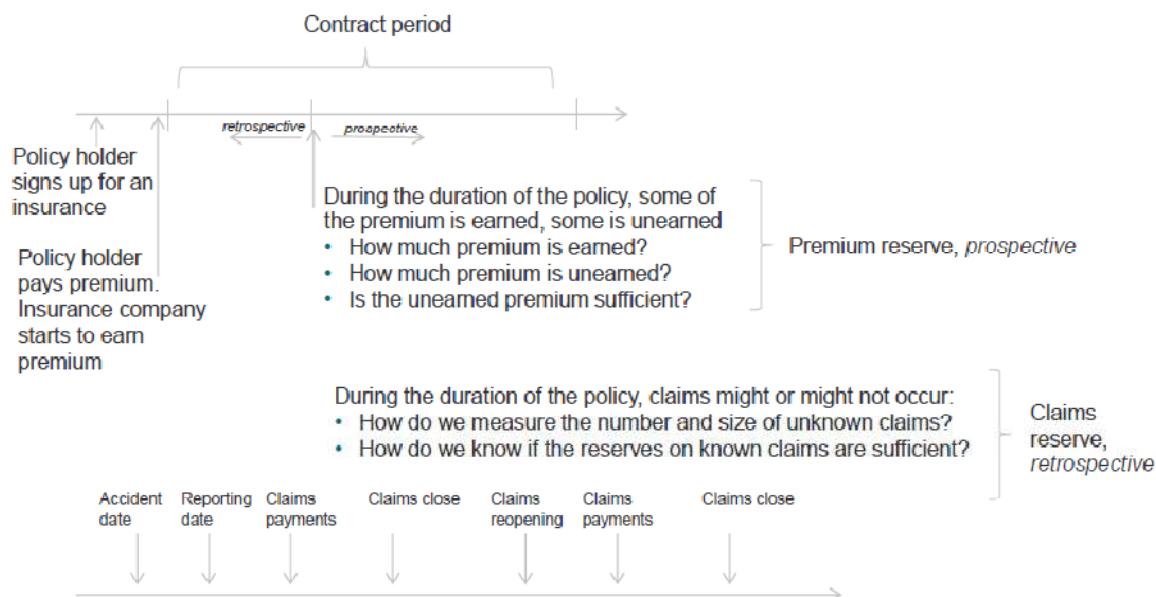 Contract period
retrospective
prospective
Policy holder
signs up for an
insurance
Policy holder
pays premium.
Insurance company
starts to earn
premium
During the duration of the policy, some of
the premium is earned, some is unearned
• How much premium is earned?
• How much premium is unearned?
• Is the unearned premium sufficient?
Premium reserve, prospective
During the duration of the policy, claims might or might not occur:
• How do we measure the number and size of unknown claims?
• How do we know if the reserves on known claims are sufficient?
Claims
reserve,
retrospective
Accident
date
Reporting
date
Claims
payments
Claims close
Claims
reopening
Claims
payments
Claims close